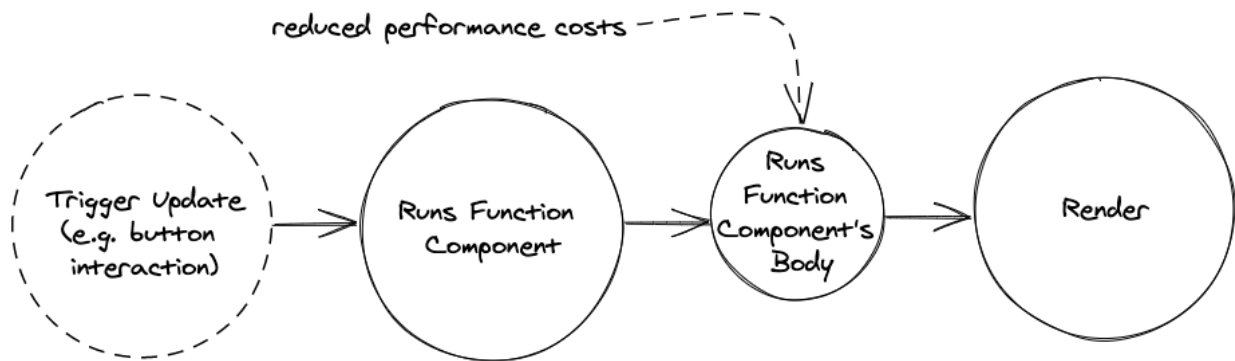 reduced performance costs
Trigger Update
(e.g. button
interaction)
Runs Function
Component
Runs
Function
Component's
Body
Render